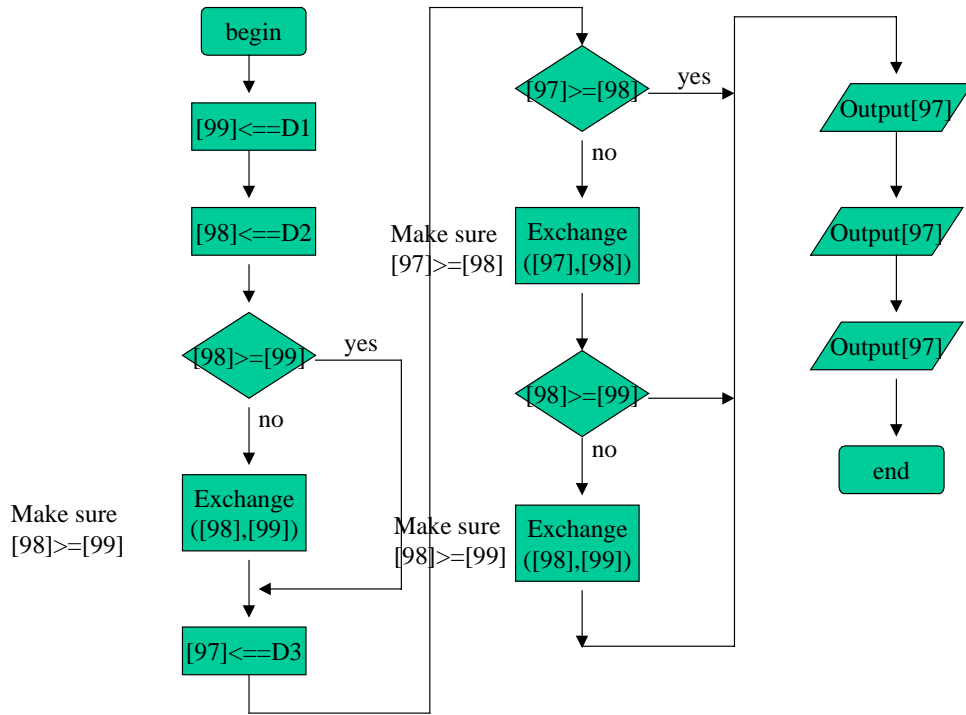 begin
[99]<==D1
[98]<==D2
[98]>=[99]
yes
no
Exchange
([98],[99])
Make sure
[98]>=[99]
[97]<==D3
[97]>=[98]
yes
no
Make sure
[97]>=[98]
Exchange
([97],[98])
[98]>=[99]
no
Make sure
[98]>=[99]
Exchange
([98],[99])
Output[97]
Output[97]
Output[97]
end